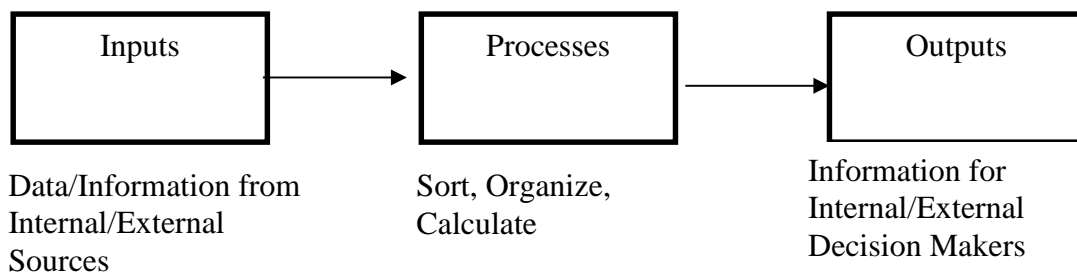 Inputs
Processes
Outputs
Data/Information from
Internal/External
Sources
Sort, Organize,
Calculate
Information for
Internal/External
Decision Makers